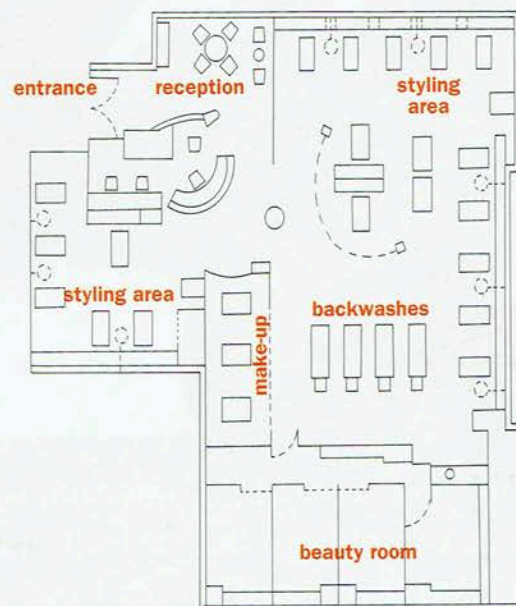 entrance
reception
styling
area
styling area
backwashes
make-up
beauty room